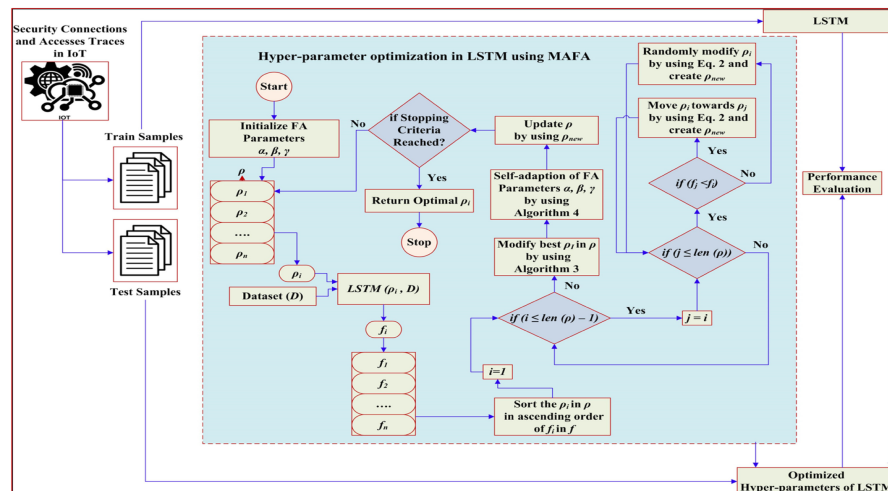 Security Connections
and Accesses Traces
in IoT
IOT
Train Samples
Test Samples
Hyper-parameter optimization in LSTM using MAFA
Start
Initialize FA
Parameters
α, β, γ
ρ
ρ1
ρ2
....
ρn
ρi
Dataset (D)
LSTM (ρi , D)
fi
f1
f2
....
fn
Sort the ρi in ρ
in ascending order
of fi in f
i=1
if (i ≤ len (ρ) – 1)
Yes
No
j = i
if (j ≤ len (ρ))
Yes
No
if (fj <fi)
Yes
No
Move ρi towards ρj
by using Eq. 2 and
create ρnew
Randomly modify ρi
by using Eq. 2 and
create ρnew
Modify best ρi in ρ
by using
Algorithm 3
Self-adaption of FA
Parameters α, β, γ
by using
Algorithm 4
Update ρ
by using ρnew
if Stopping
Criteria
Reached?
No
Yes
Return Optimal ρi
Stop
LSTM
Performance
Evaluation
Optimized
Hyper-parameters of LSTM